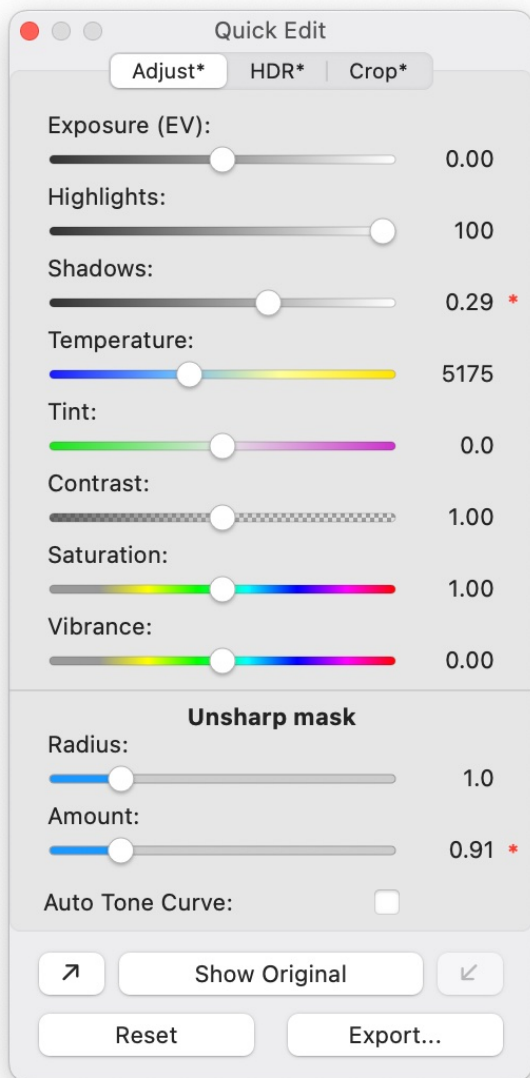 Quick Edit
Adjust* HDR* Crop*
Exposure (EV):
0.00
Highlights:
100
Shadows:
0.29 *
Temperature:
5175
Tint:
0.0
Contrast:
1.00
Saturation:
1.00
Vibrance:
0.00
Unsharp mask
Radius:
1.0
Amount:
0.91 *
Auto Tone Curve:
Show Original
Reset Export...